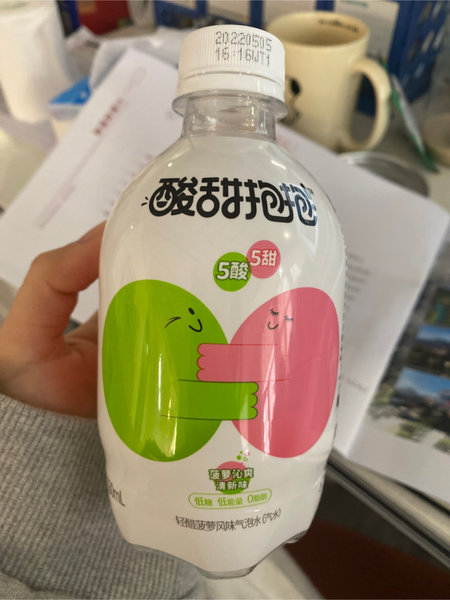 20220505
16:16WT1
酸甜抱抱
5酸
5甜
菠萝沁爽
清新味
低糖 低能量 0脂肪
轻醋菠萝风味气泡水(汽水)